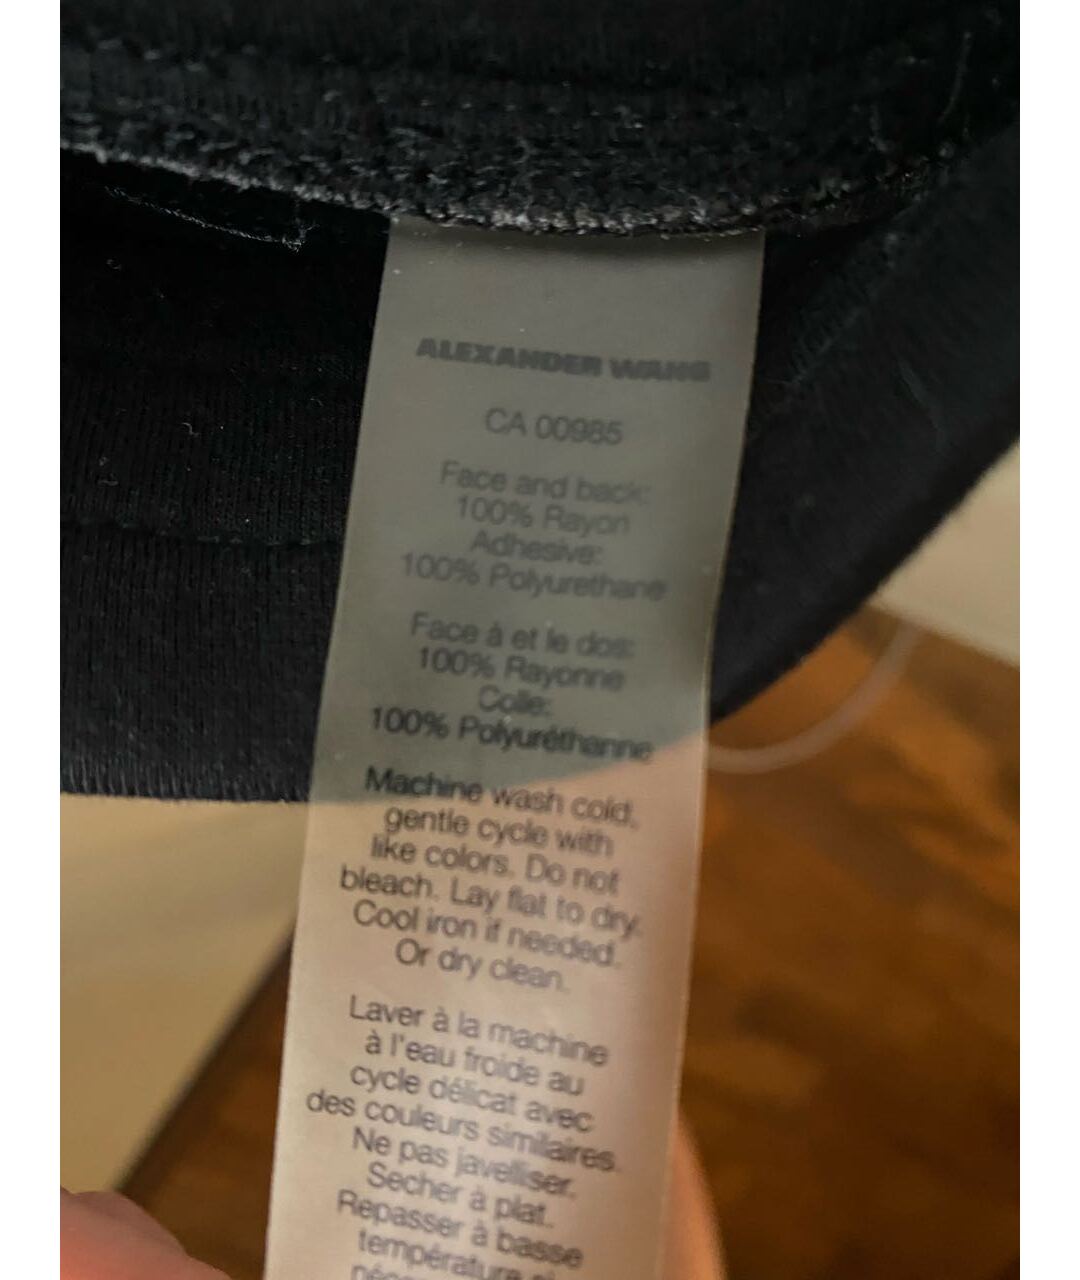 ALEXANDER WANG
CA 00985
Face and back:
100% Rayon
Adhesive:
100% Polyurethane
Face à et le dos:
100% Rayonne
Colle:
100% Polyuréthanne
Machine wash cold,
gentle cycle with
like colors. Do not
bleach. Lay flat to dry.
Cool iron if needed.
Or dry clean.
Laver à la machine
à l'eau froide au
cycle délicat avec
des couleurs similaires.
Ne pas javelliser.
Secher à plat.
Repasser à basse
température si